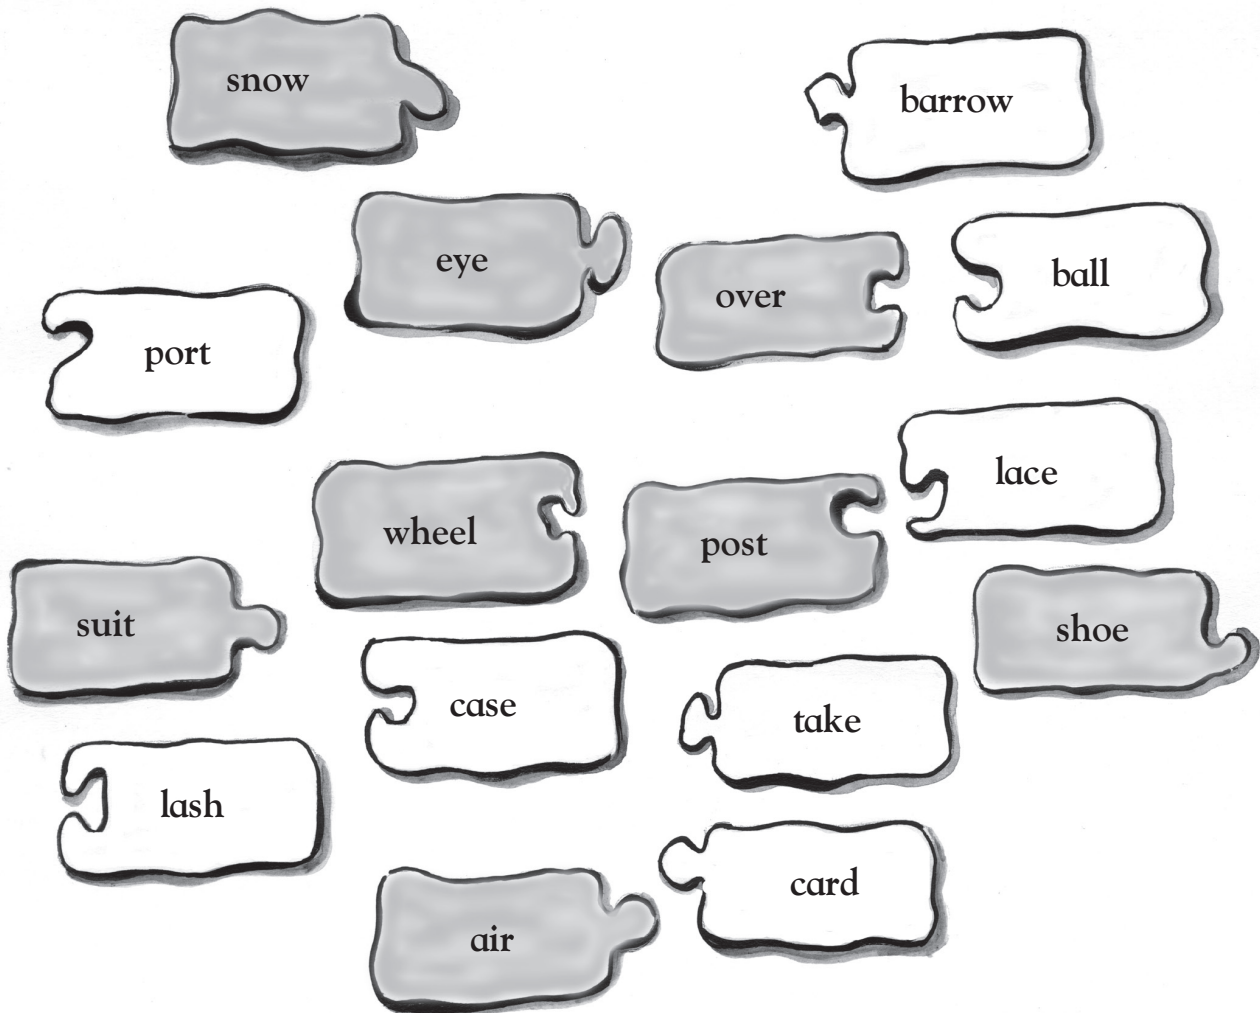 snow
barrow
eye
over
ball
port
lace
wheel
post
suit
shoe
case
take
lash
card
air